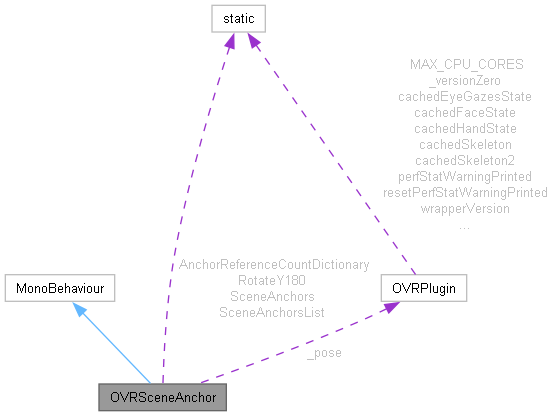 static
MAX_CPU_CORES
_versionZero
cachedEyeGazesState
cachedFaceState
cachedHandState
cachedSkeleton
cachedSkeleton2
perfStatWarningPrinted
resetPerfStatWarningPrinted
wrapperVersion
...
AnchorReferenceCountDictionary
RotateY180
SceneAnchors
SceneAnchorsList
MonoBehaviour
OVRPlugin
_pose
OVRSceneAnchor